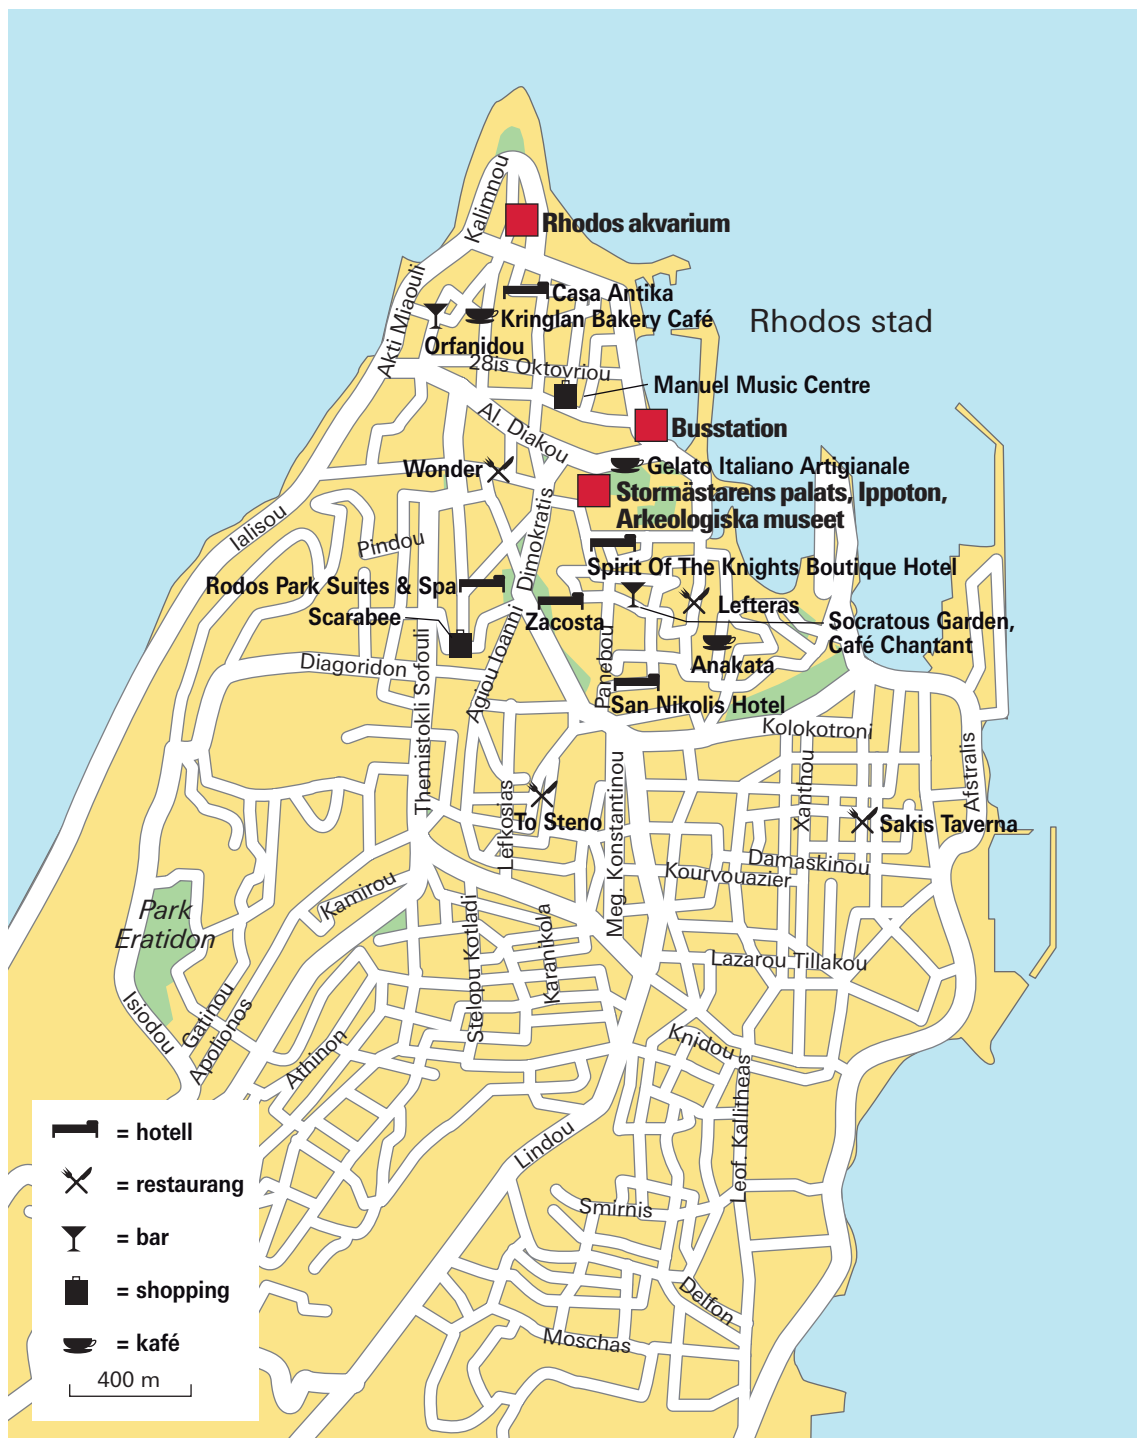 Kalimnou
Rhodos akvarium
Akti Miaouli
Casa Antika
Kringlan Bakery Café
Rhodos stad
Orfanidou
28is Oktovriou
Manuel Music Centre
Al. Diakou
Busstation
Wonder
Gelato Italiano Artigianale
Stormästarens palats, Ippoton,
Arkeologiska museet
Ialisou
Pindou
Dimokratis
Spirit Of The Knights Boutique Hotel
Rodos Park Suites & Spa
Scarabee
Zacosta
Lefteras
Socratous Garden,
Café Chantant
Agiou Ioanni
Panebou
Anakata
Diagoridon
Themistokli Sofouli
San Nikolis Hotel
Kolokotroni
Afstralis
Xanthou
Meg. Konstantinou
Lefkosias
To Steno
Sakis Taverna
Damaskinou
Kourvouazier
Kamirou
Park
Eratidon
Stelopu Kotladi
Karanikola
Lazarou Tillakou
Isiodou
Gatinou
Apolionos
Athinon
Knidou
Leof. Kallitheas
Lindou
Smirnis
Delfon
Moschas
= hotell
= restaurang
= bar
= shopping
= kafé
400 m